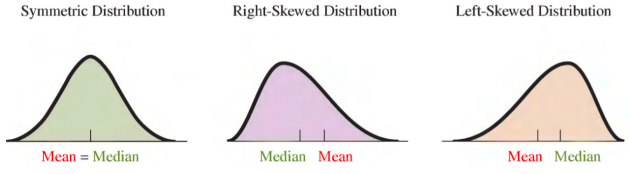 Symmetric Distribution
Right-Skewed Distribution
Left-Skewed Distribution
Mean = Median
Median Mean
Mean Median